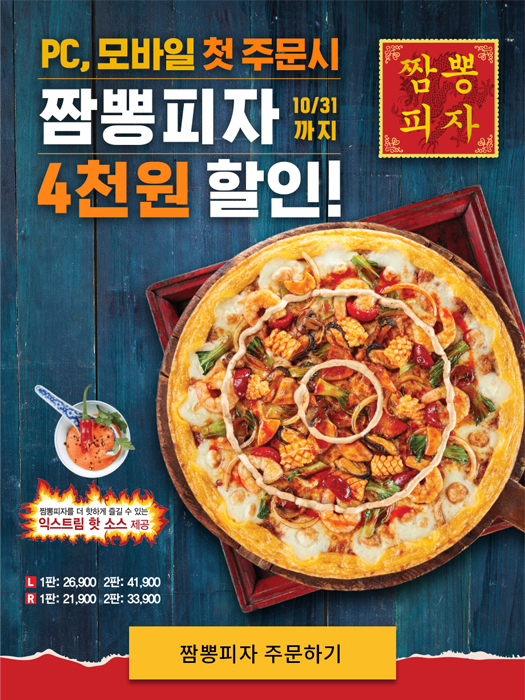 PC, 모바일 첫 주문시
짬뽕피자 10/31 까지
4천원 할인!
짬뽕
피자
짬뽕피자를 더 핫하게 즐길 수 있는
익스트림 핫 소스 제공
L 1판: 26,900 2판: 41,900
R 1판: 21,900 2판: 33,900
짬뽕피자 주문하기